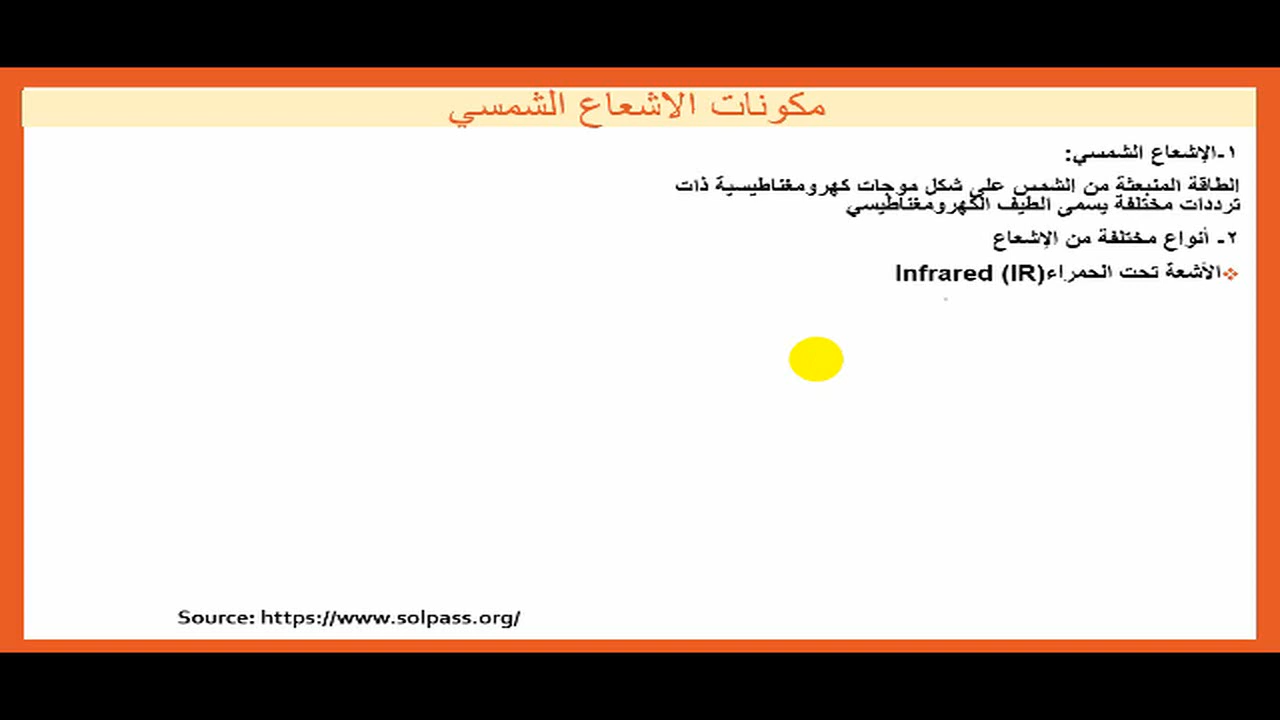 مكونات الاشعاع الشمسي
١-الإشعاع الشمسي:
الطاقة المنبعثة من الشمس على شكل موجات كهرومغناطيسية ذات
ترددات مختلفة يسمى الطيف الكهرومغناطيسي
٢- أنواع مختلفة من الإشعاع
❖الأشعة تحت الحمراء Infrared (IR)
Source: https://www.solpass.org/